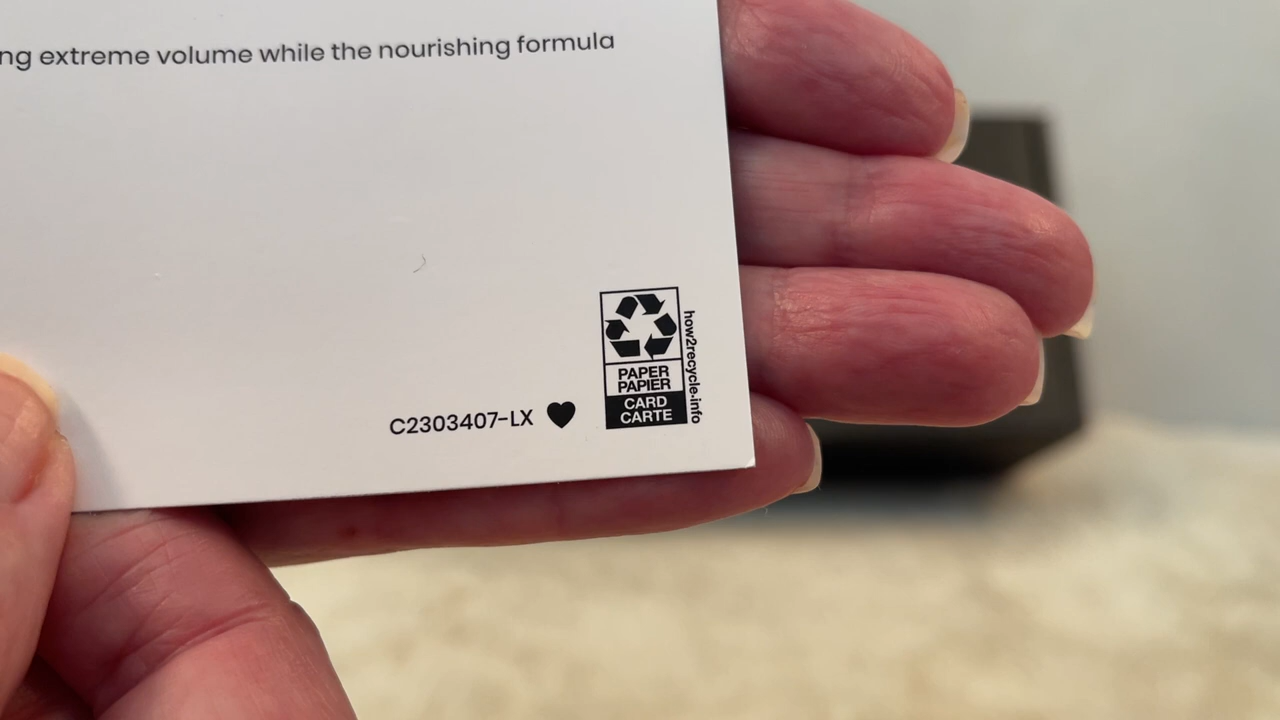 ng extreme volume while the nourishing formula
C2303407-LX
PAPER
PAPIER
CARD
CARTE
how2recycle.info